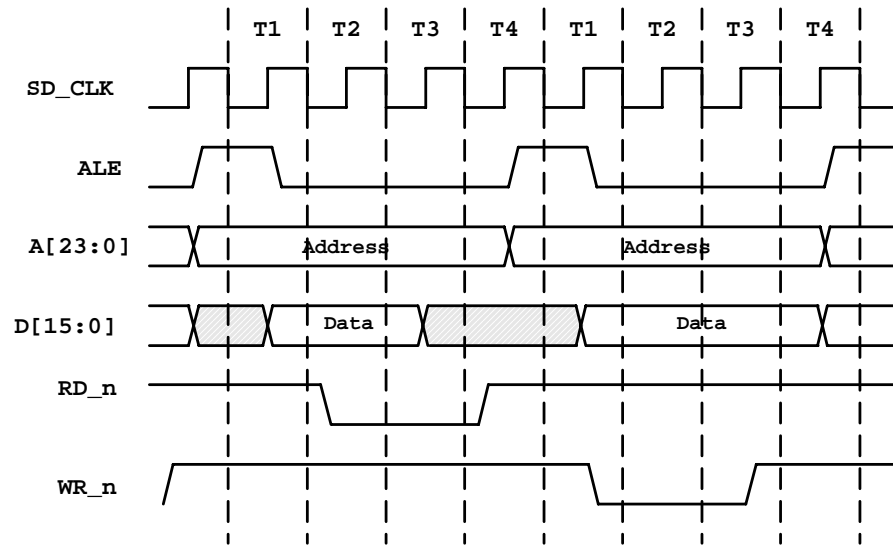 T1 T2 T3 T4 T1 T2 T3 T4
SD_CLK
ALE
A[23:0] Address Address
D[15:0] Data Data
RD_n
WR_n